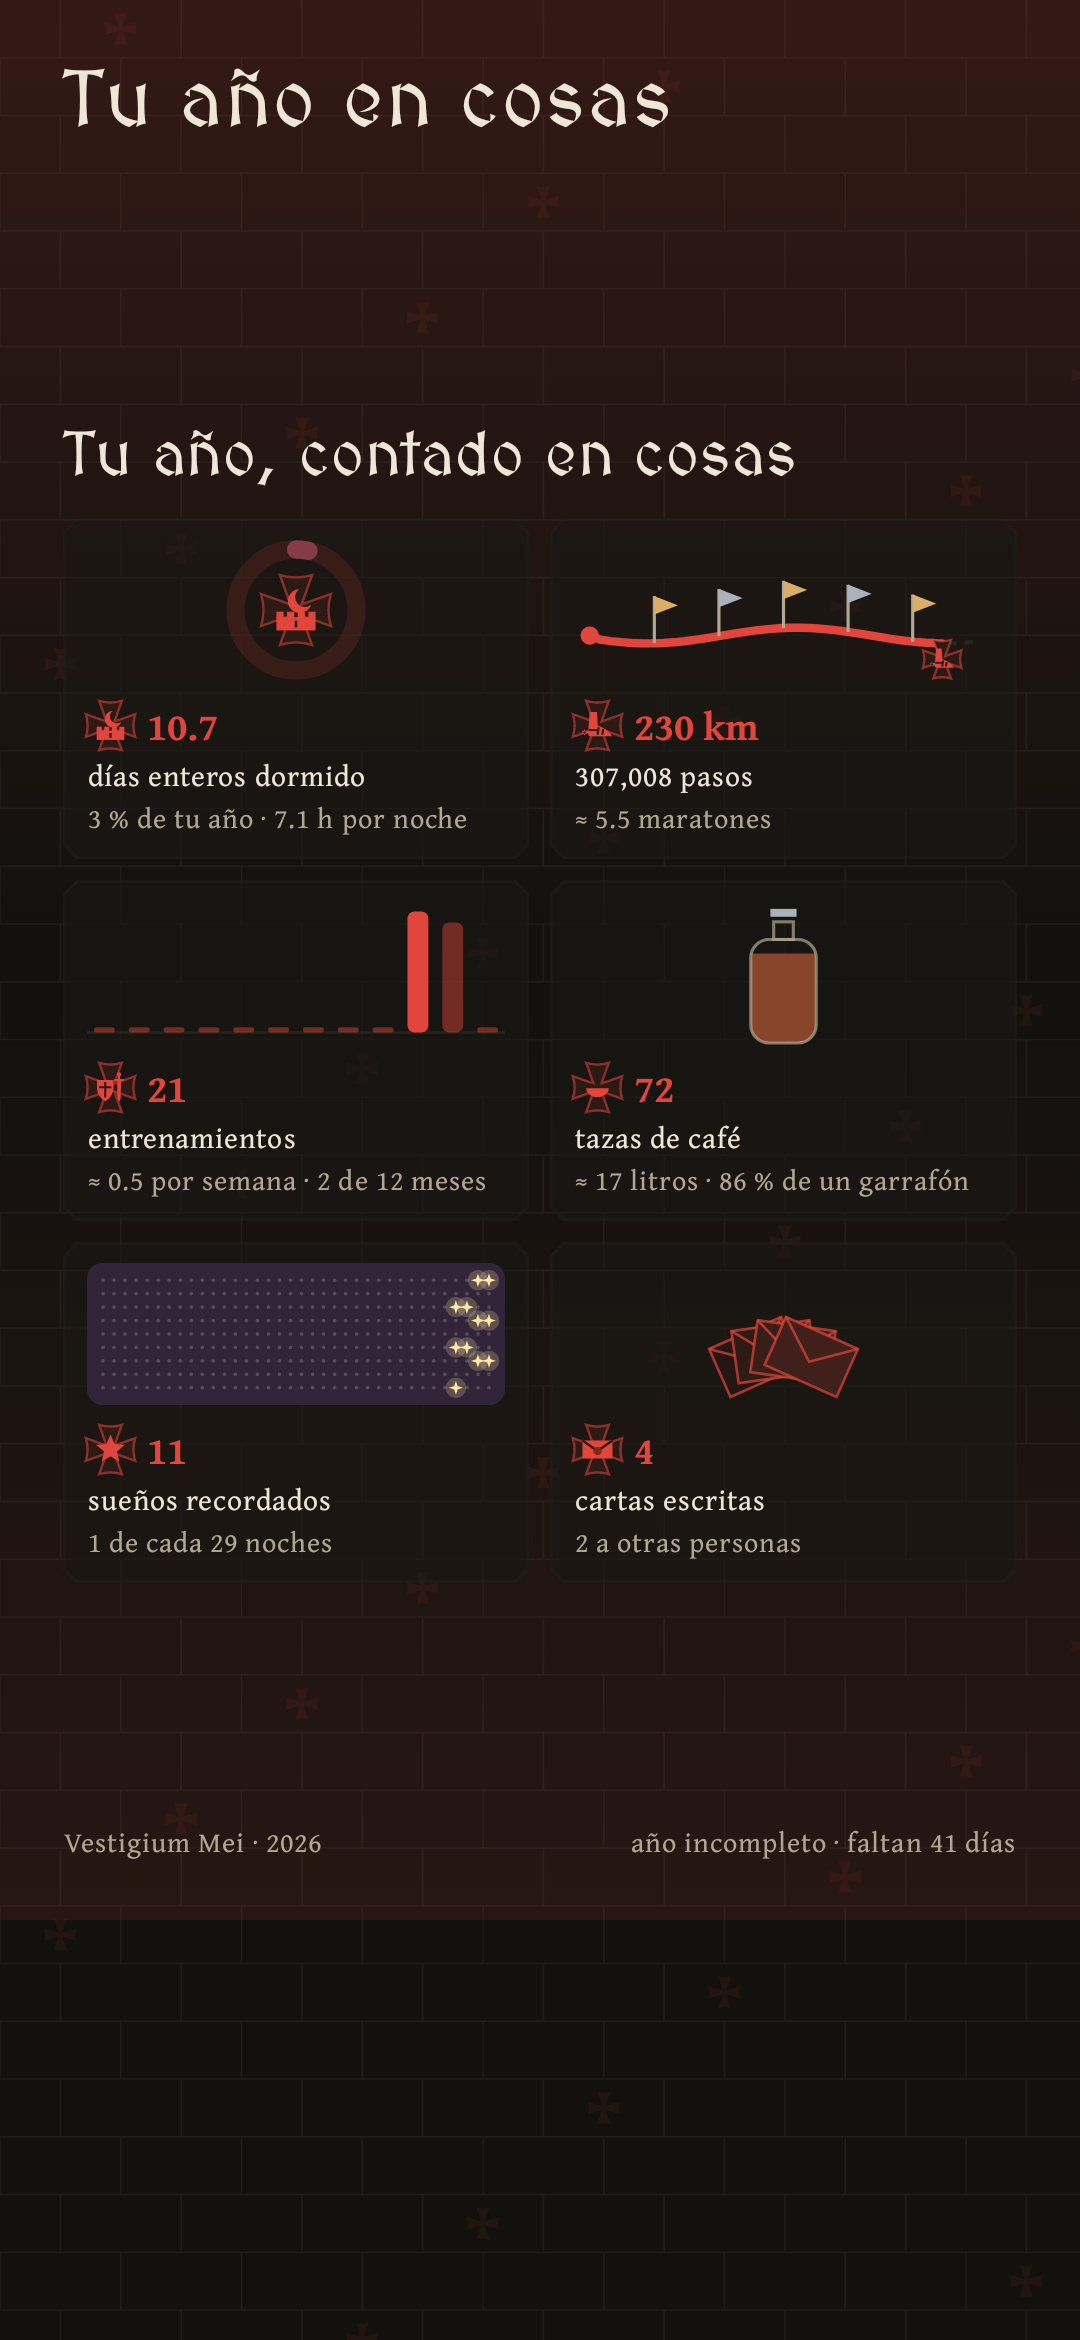 Tu año en cosas
Tu año, contado en cosas
10.7
días enteros dormido
3 % de tu año · 7.1 h por noche
230 km
307,008 pasos
≈ 5.5 maratones
21
entrenamientos
≈ 0.5 por semana · 2 de 12 meses
72
tazas de café
≈ 17 litros · 86 % de un garrafón
11
sueños recordados
1 de cada 29 noches
4
cartas escritas
2 a otras personas
Vestigium Mei · 2026
año incompleto · faltan 41 días